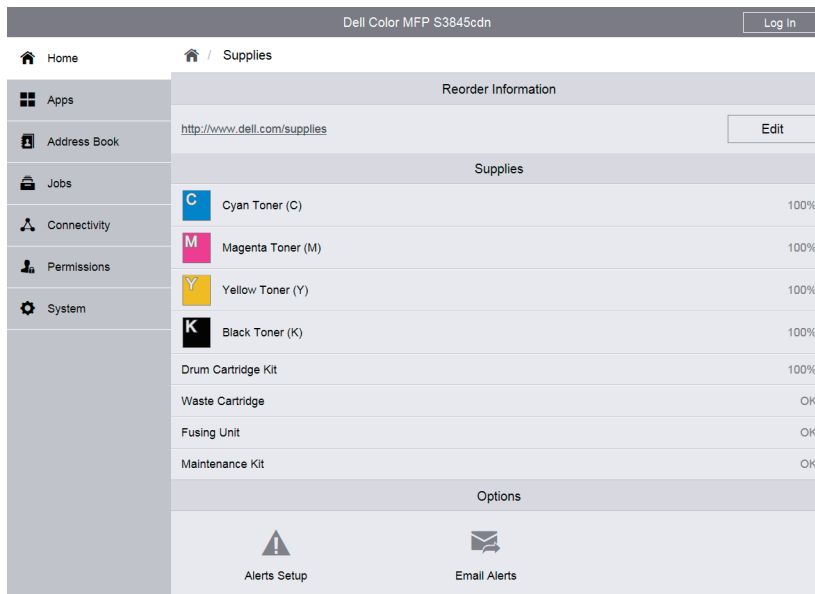 Dell Color MFP S3845cdn
Log In
Home
Apps
Address Book
Jobs
Connectivity
Permissions
System
/ Supplies
Reorder Information
http://www.dell.com/supplies
Edit
Supplies
C Cyan Toner (C) 100%
M Magenta Toner (M) 100%
Y Yellow Toner (Y) 100%
K Black Toner (K) 100%
Drum Cartridge Kit 100%
Waste Cartridge OK
Fusing Unit OK
Maintenance Kit OK
Options
Alerts Setup
Email Alerts